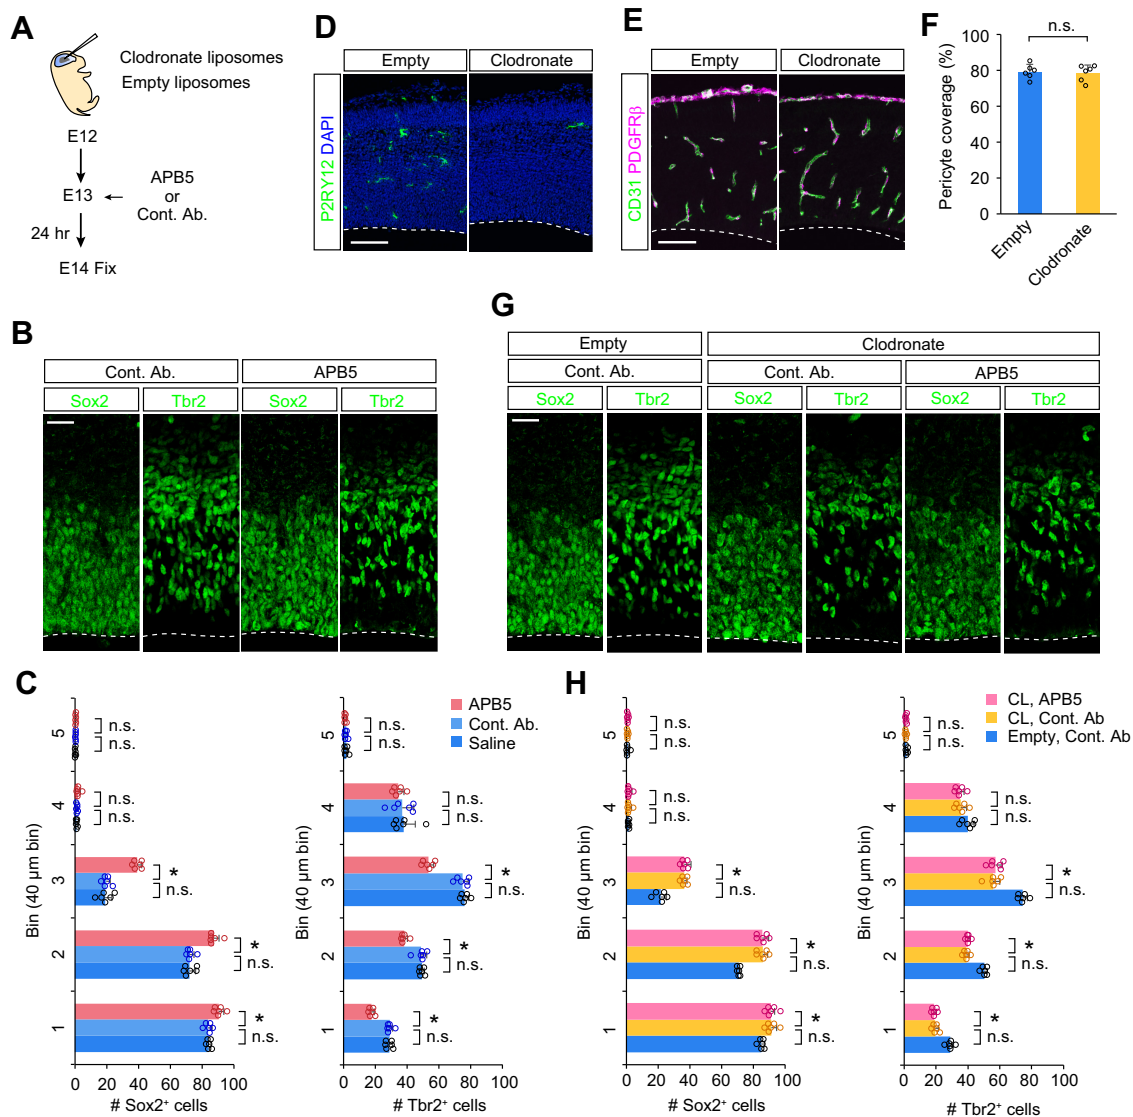 A
Clodronate liposomes
Empty liposomes
E12
E13
APB5
or
Cont. Ab.
24 hr
E14 Fix
D
Empty
Clodronate
P2RY12 DAPI
E
Empty
Clodronate
CD31 PDGFRβ
F
n.s.
Pericyte coverage (%)
100
80
60
40
20
0
Empty
Clodronate
B
Cont. Ab.
APB5
Sox2
Tbr2
Sox2
Tbr2
G
Empty
Clodronate
Cont. Ab.
Cont. Ab.
APB5
Sox2
Tbr2
Sox2
Tbr2
Sox2
Tbr2
C
Bin (40 µm bin)
5
n.s.
n.s.
4
n.s.
n.s.
3
*
n.s.
2
*
n.s.
1
*
n.s.
0 20 40 60 80 100
# Sox2⁺ cells
APB5
Cont. Ab.
Saline
Bin (40 µm bin)
5
n.s.
n.s.
4
n.s.
n.s.
3
*
n.s.
2
*
n.s.
1
*
n.s.
0 20 40 60 80 100
# Tbr2⁺ cells
H
Bin (40 µm bin)
5
n.s.
n.s.
4
n.s.
n.s.
3
n.s.
*
2
n.s.
*
1
n.s.
*
0 20 40 60 80 100
# Sox2⁺ cells
CL, APB5
CL, Cont. Ab
Empty, Cont. Ab
Bin (40 µm bin)
5
n.s.
n.s.
4
n.s.
n.s.
3
*
n.s.
2
*
n.s.
1
*
n.s.
0 20 40 60 80 100
# Tbr2⁺ cells